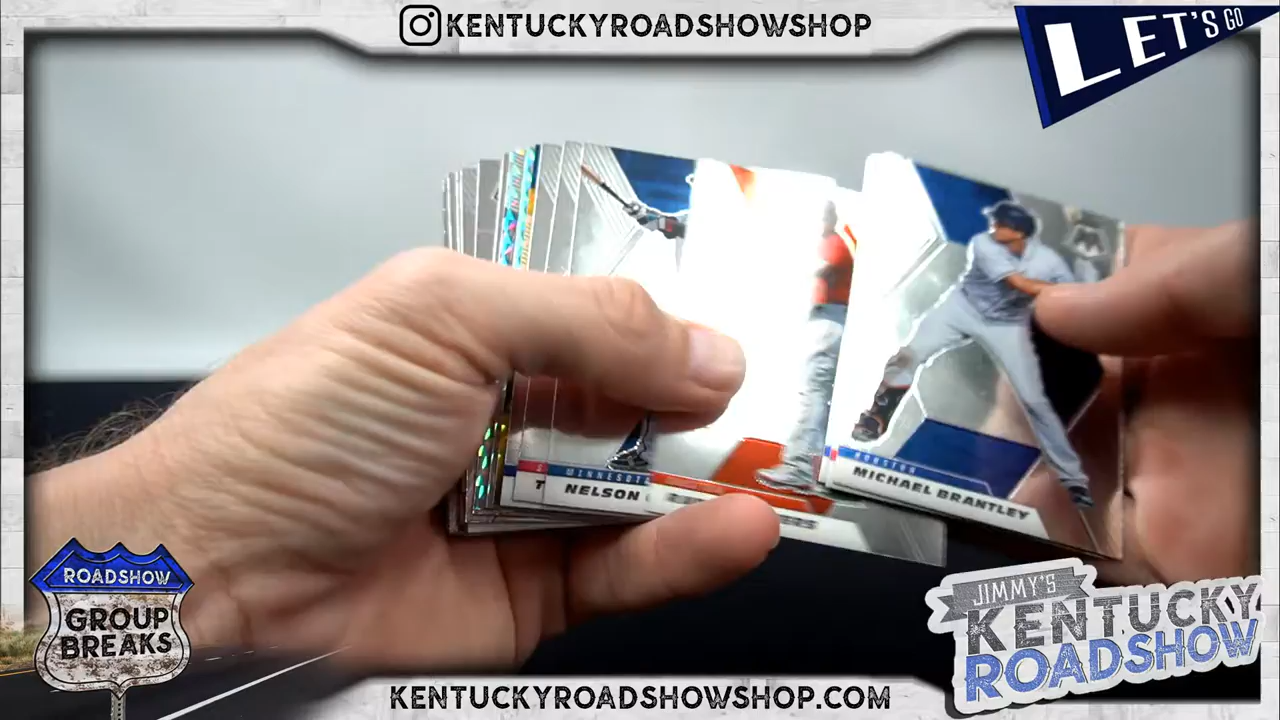 KENTUCKYROADSHOWSHOP
LET'S GO
HOUSTON
MICHAEL BRANTLEY
MINNESOTA
NELSON
T
ROADSHOW
GROUP
BREAKS
JIMMY'S
KENTUCKY
ROADSHOW
KENTUCKYROADSHOWSHOP.COM